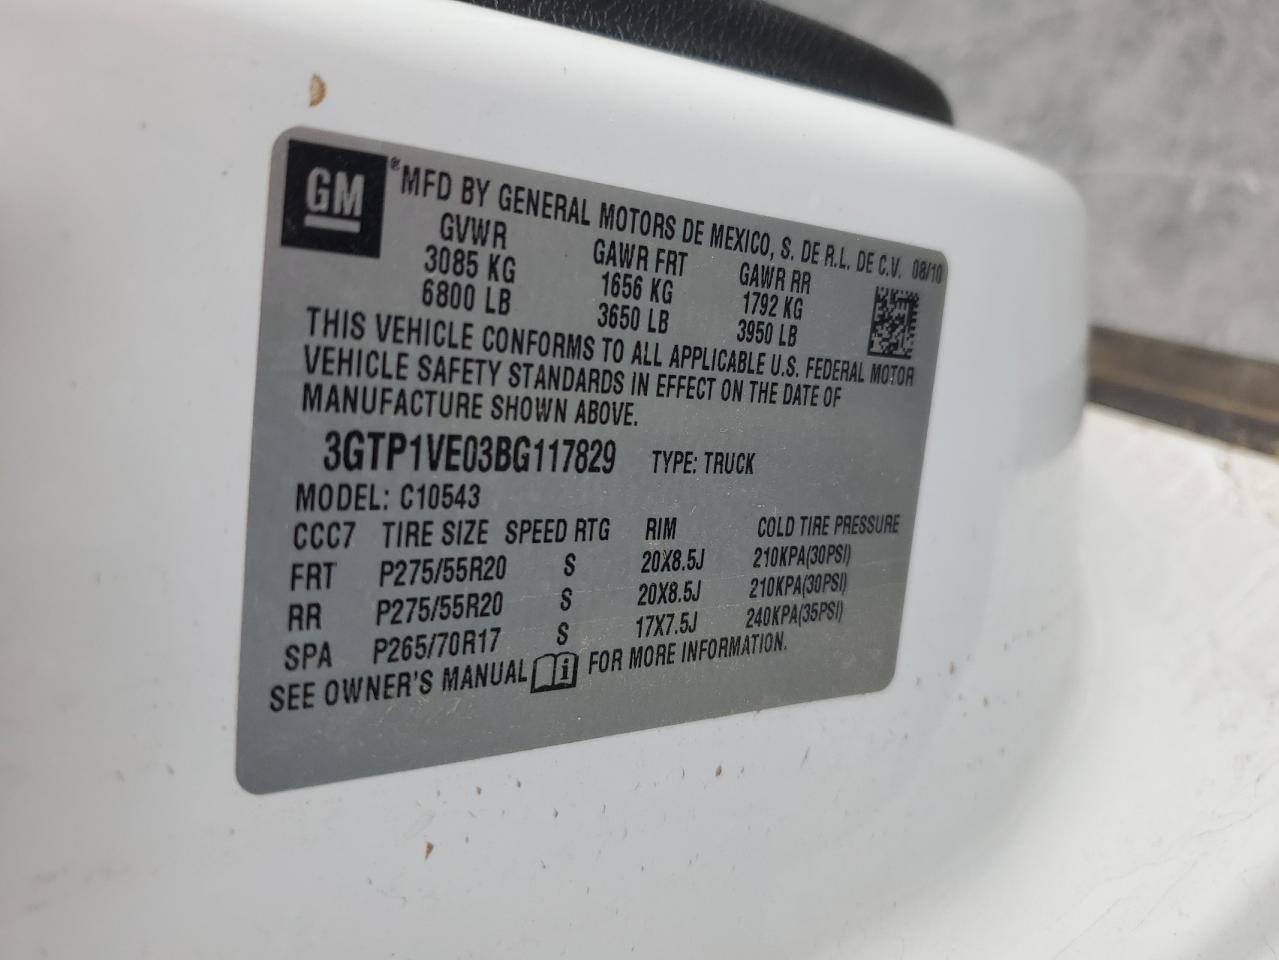 GM ® MFD BY GENERAL MOTORS DE MEXICO, S. DE R.L. DE C.V. 08/10
GVWR GAWR FRT GAWR RR
3085 KG 1656 KG 1792 KG
6800 LB 3650 LB 3950 LB
THIS VEHICLE CONFORMS TO ALL APPLICABLE U.S. FEDERAL MOTOR
VEHICLE SAFETY STANDARDS IN EFFECT ON THE DATE OF
MANUFACTURE SHOWN ABOVE.
3GTP1VE03BG117829 TYPE: TRUCK
MODEL: C10543
CCC7 TIRE SIZE SPEED RTG RIM COLD TIRE PRESSURE
FRT P275/55R20 S 20X8.5J 210KPA(30PSI)
RR P275/55R20 S 20X8.5J 210KPA(30PSI)
SPA P265/70R17 S 17X7.5J 240KPA(35PSI)
SEE OWNER'S MANUAL i FOR MORE INFORMATION.